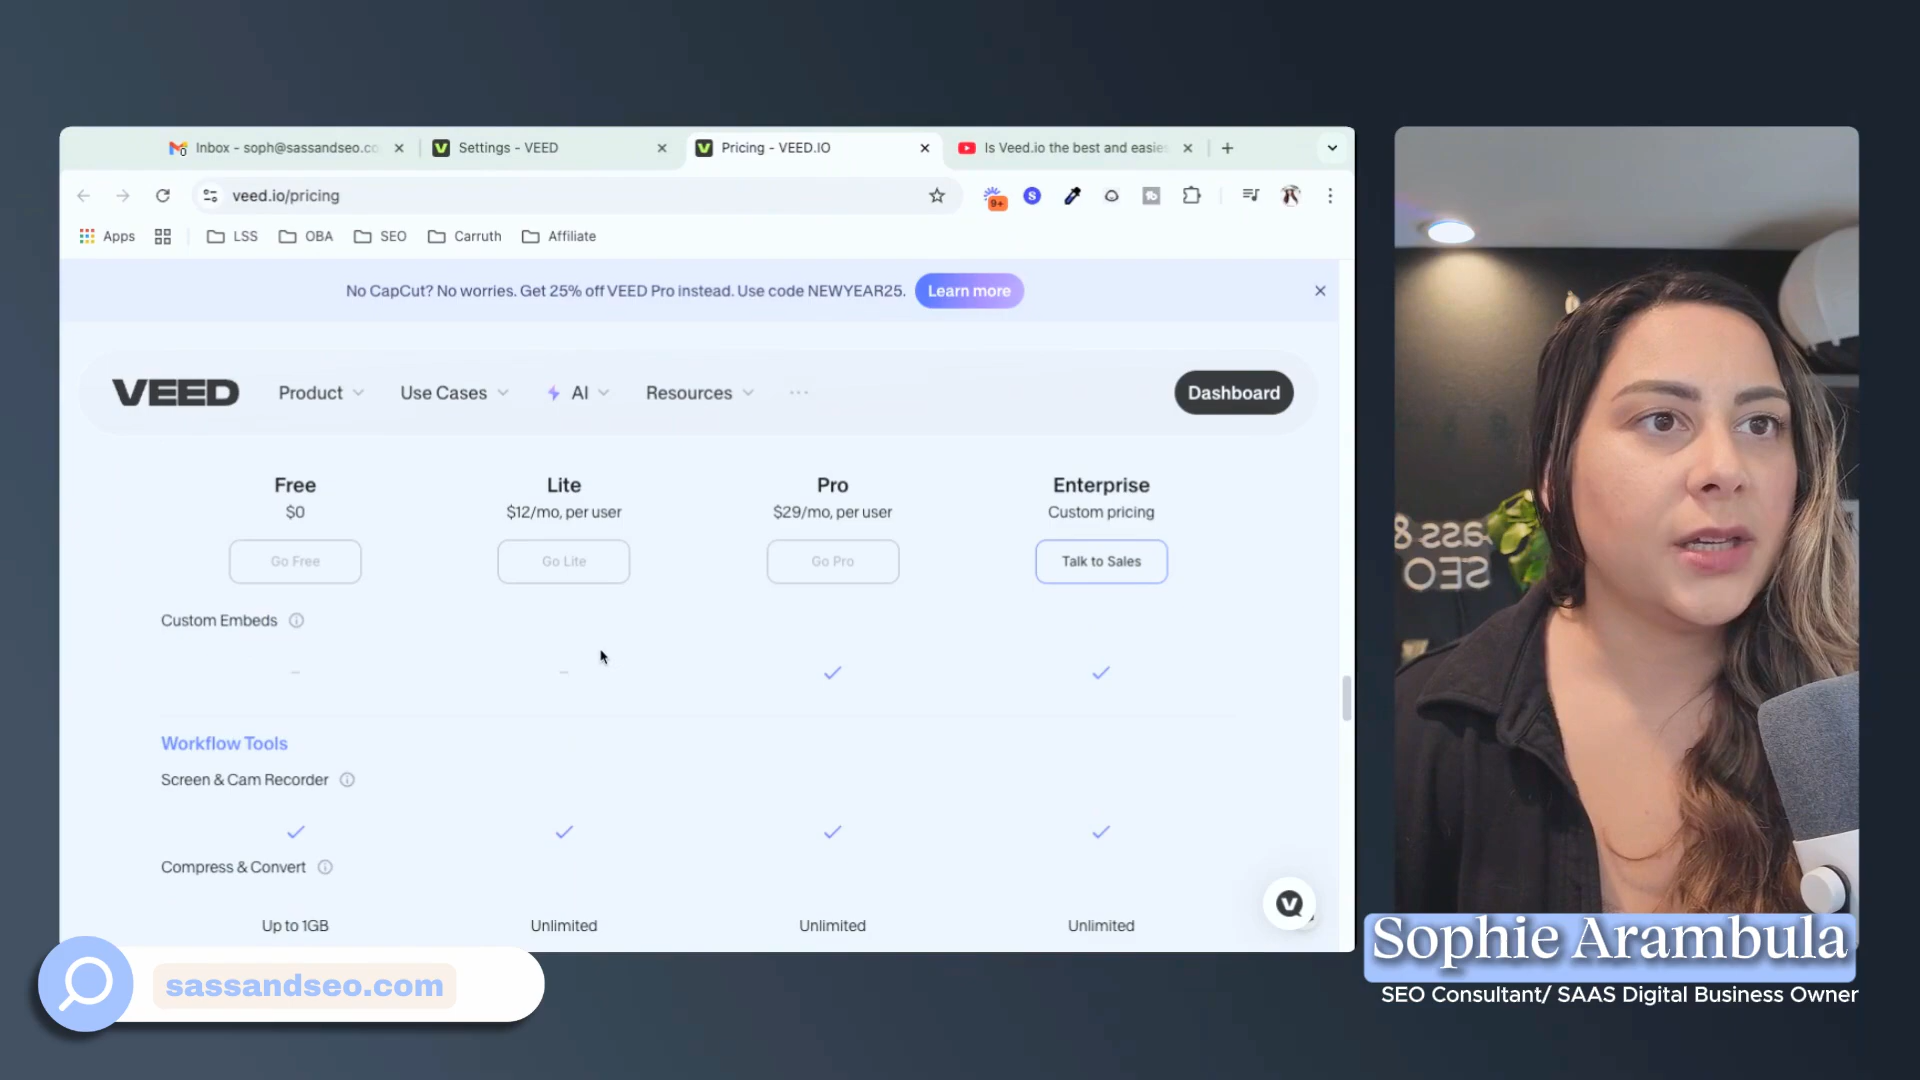 Inbox - soph@sassandseo.co
Settings - VEED
Pricing - VEED.IO
Is Veed.io the best and easies
veed.io/pricing
9+
S
Apps
LSS
OBA
SEO
Carruth
Affiliate
No CapCut? No worries. Get 25% off VEED Pro instead. Use code NEWYEAR25.
Learn more
VEED
Product
Use Cases
AI
Resources
Dashboard
Free
Lite
Pro
Enterprise
$0
$12/mo, per user
$29/mo, per user
Custom pricing
Go Free
Go Lite
Go Pro
Talk to Sales
Custom Embeds
Workflow Tools
Screen & Cam Recorder
Compress & Convert
Up to 1GB
Unlimited
Unlimited
Unlimited
ass &
SEO
Sophie Arambula
SEO Consultant/ SAAS Digital Business Owner
sassandseo.com